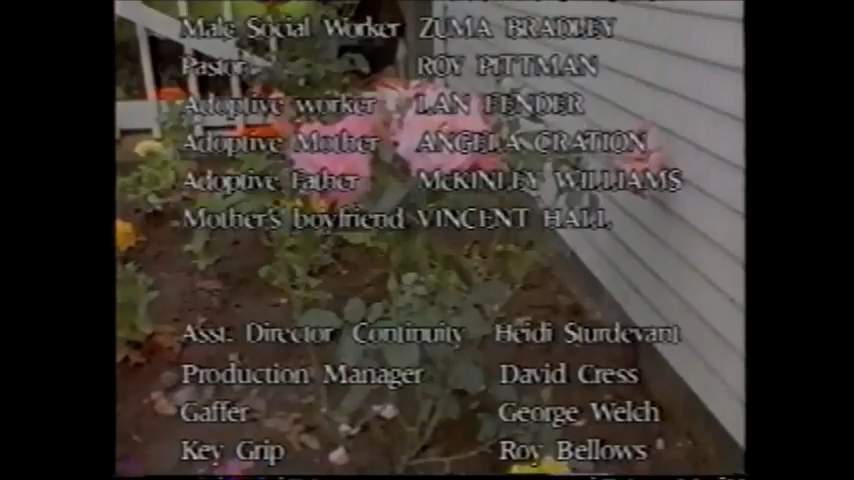 Male Social Worker ZUMA BRADLEY
Pastor ROY PITTMAN
Adoptive worker LAN FENDER
Adoptive Mother ANGELA CRATION
Adoptive Father McKINLEY WILLIAMS
Mother's boyfriend VINCENT HALL
Asst. Director Continuity Heidi Sturdevant
Production Manager David Cress
Gaffer George Welch
Key Grip Roy Bellows